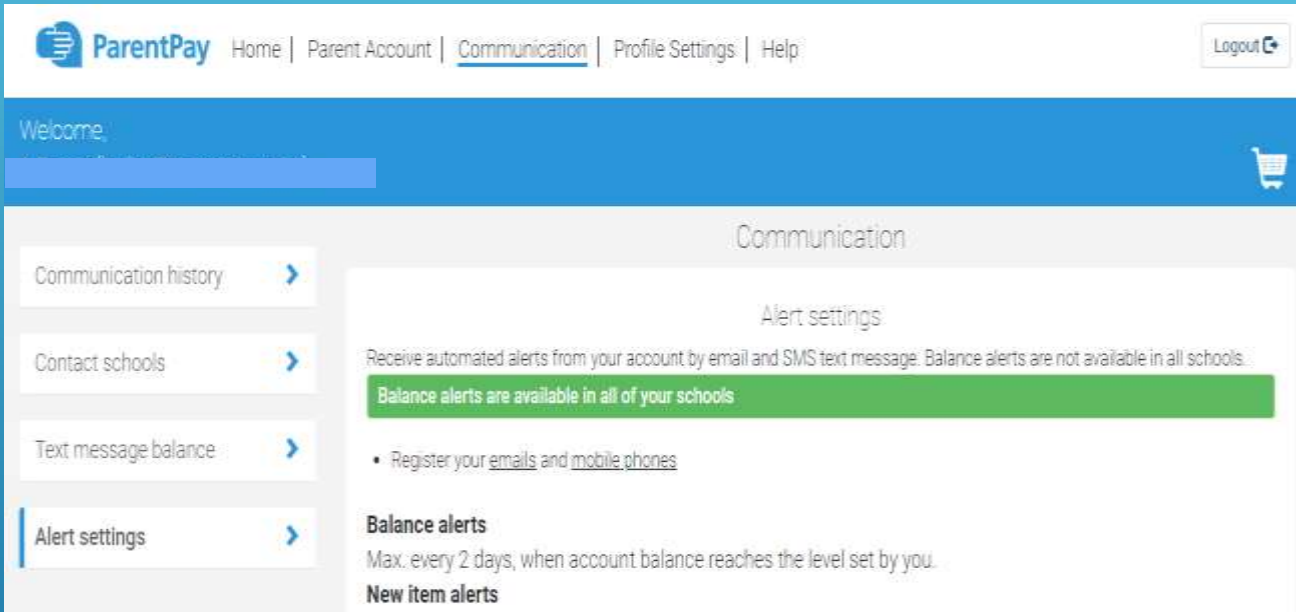 ParentPay Home | Parent Account | Communication | Profile Settings | Help Logout
Welcome,
Communication
Communication history
Contact schools
Text message balance
Alert settings
Alert settings
Receive automated alerts from your account by email and SMS text message. Balance alerts are not available in all schools.
Balance alerts are available in all of your schools
• Register your emails and mobile phones
Balance alerts
Max. every 2 days, when account balance reaches the level set by you.
New item alerts